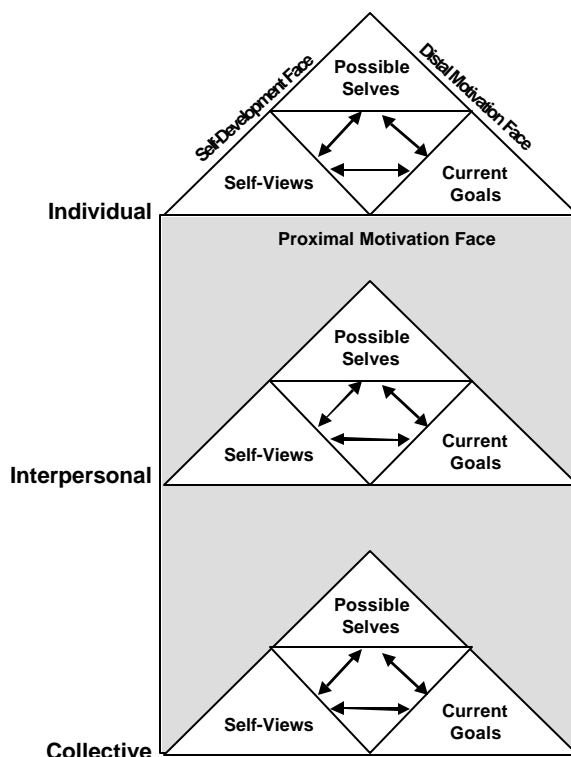 Self-Development Face
Distal Motivation Face
Possible
Selves
Self-Views
Current
Goals
Individual
Proximal Motivation Face
Possible
Selves
Self-Views
Current
Goals
Interpersonal
Possible
Selves
Self-Views
Current
Goals
Collective